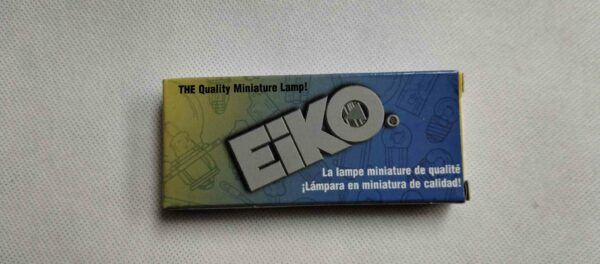 THE Quality Miniature Lamp!
EiKO®
La lampe miniature de qualité
¡Lámpara en miniatura de calidad!